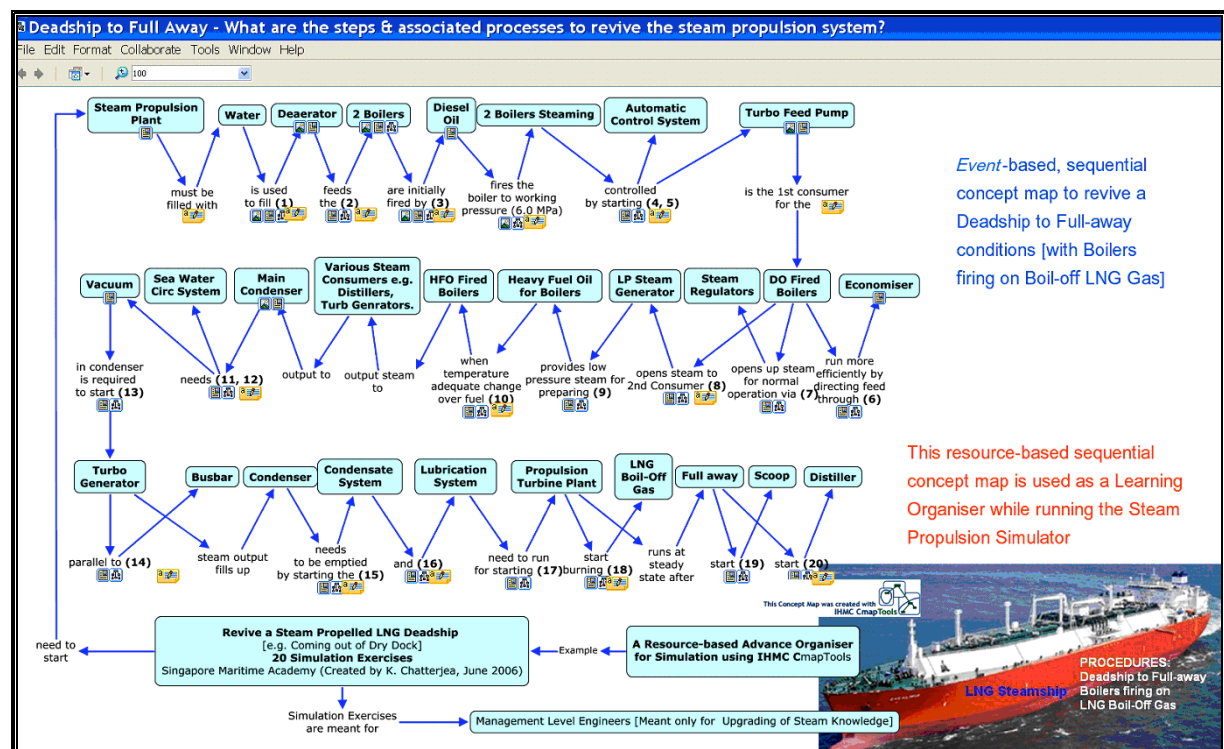 Deadship to Full Away - What are the steps & associated processes to revive the steam propulsion system?
File Edit Format Collaborate Tools Window Help
100
Steam Propulsion
Plant
Water
Deaerator
2 Boilers
Diesel
Oil
2 Boilers Steaming
Automatic
Control System
Turbo Feed Pump
must be
filled with
is used
to fill (1)
feeds
the (2)
are initially
fired by (3)
fires the
boiler to working
pressure (6.0 MPa)
controlled
by starting (4, 5)
is the 1st consumer
for the
Event-based, sequential
concept map to revive a
Deadship to Full-away
conditions [with Boilers
firing on Boil-off LNG Gas]
Vacuum
Sea Water
Circ System
Main
Condenser
Various Steam
Consumers e.g.
Distillers,
Turb Genrators.
HFO Fired
Boilers
Heavy Fuel Oil
for Boilers
LP Steam
Generator
Steam
Regulators
DO Fired
Boilers
Economiser
in condenser
is required
to start (13)
needs (11, 12)
output to
output steam
to
when
temperature
adequate change
over fuel (10)
provides low
pressure steam for
preparing (9)
opens steam to
2nd Consumer (8)
opens up steam
for normal
operation via (7)
run more
efficiently by
directing feed
through (6)
This resource-based sequential
concept map is used as a Learning
Organiser while running the Steam
Propulsion Simulator
Turbo
Generator
Busbar
Condenser
Condensate
System
Lubrication
System
Propulsion
Turbine Plant
LNG
Boil-Off
Gas
Full away
Scoop
Distiller
parallel to (14)
steam output
fills up
needs
to be emptied
by starting the (15)
and (16)
need to run
for starting (17)
start
burning (18)
runs at
steady
state after
start (19)
start (20)
This Concept Map was created with
IHMC CmapTools
need to
start
Revive a Steam Propelled LNG Deadship
[e.g. Coming out of Dry Dock]
20 Simulation Exercises
Singapore Maritime Academy (Created by K. Chatterjea, June 2006)
Example
A Resource-based Advance Organiser
for Simulation using IHMC CmapTools
LNG Steamship
PROCEDURES:
Deadship to Full-away
Boilers firing on
LNG Boil-Off Gas
Simulation Exercises
are meant for
Management Level Engineers [Meant only for Upgrading of Steam Knowledge]